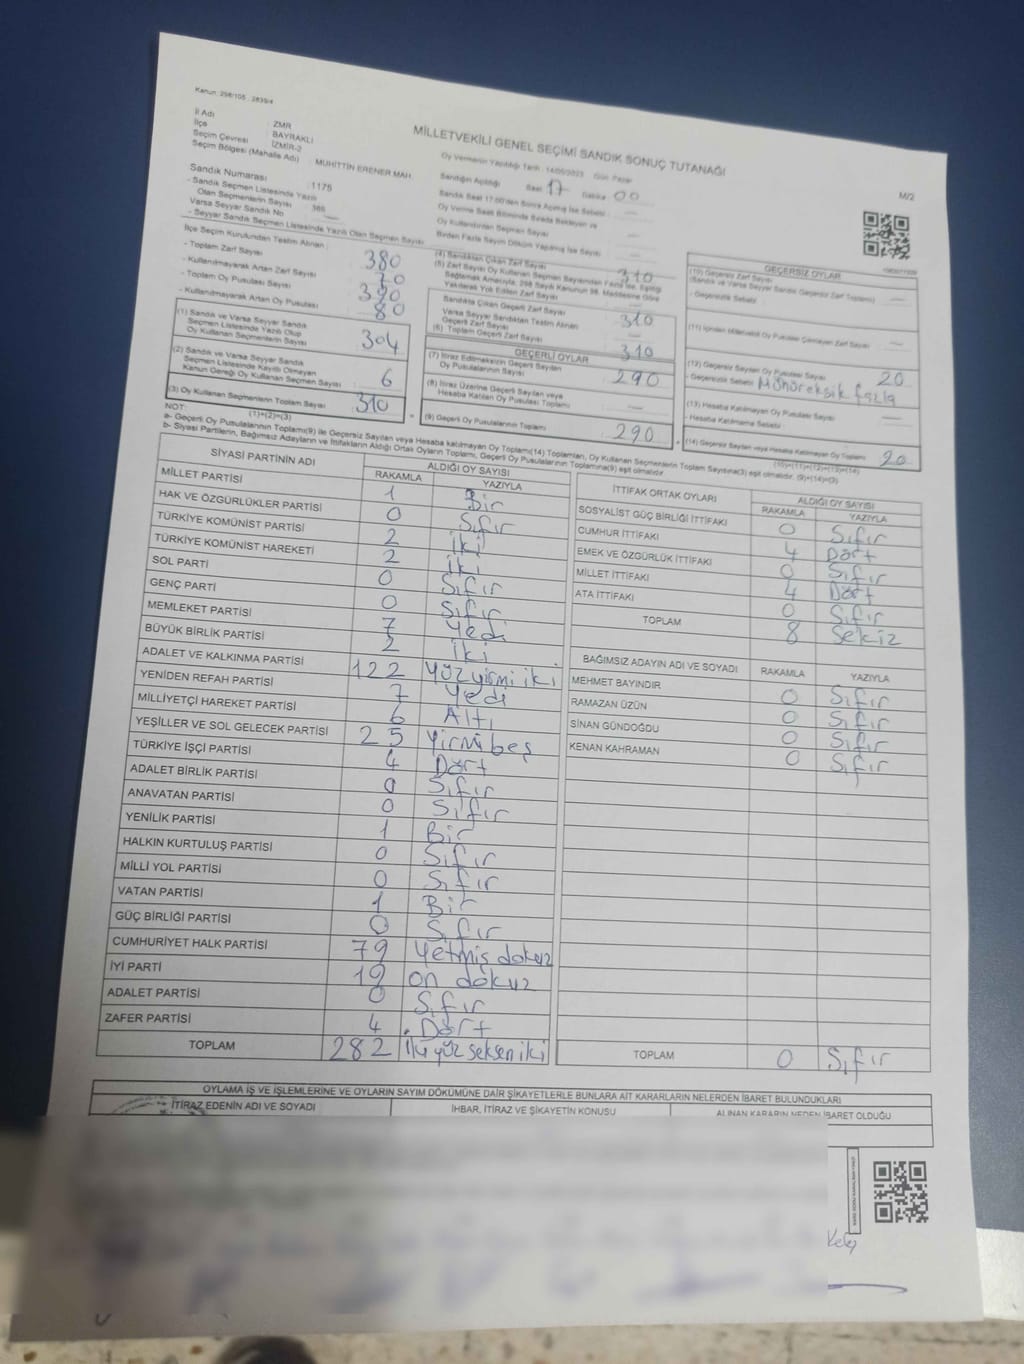 Kanun: 298/105 , 2839/4
İl Adı : ZMR
İlçe : BAYRAKLI
Seçim Çevresi : İZMİR-2
Seçim Bölgesi (Mahalle Adı) : MUHİTTİN ERENER MAH.
Sandık Numarası : 1175
- Sandık Seçmen Listesinde Yazılı
Olan Seçmenlerin Sayısı
Varsa Seyyar Sandık No
- Seyyar Sandık Seçmen Listesinde Yazılı Olan Seçmen Sayısı
MİLLETVEKİLİ GENEL SEÇİMİ SANDIK SONUÇ TUTANAĞI
Oy Vermenin Yapıldığı Tarih : 14/05/2023 Gün: Pazar
Sandığın Açıldığı Saat 17 Dakika 00
Sandık Saat 17.00'den Sonra Açılmış İse Sebebi :
M/2
İlçe Seçim Kurulundan Teslim Alınan :
- Toplam Zarf Sayısı 380
- Kullanılmayarak Artan Zarf Sayısı 70
- Toplam Oy Pusulası Sayısı 390
- Kullanılmayarak Artan Oy Pusulası 80
(1) Sandık ve Varsa Seyyar Sandık
Seçmen Listesinde Yazılı Olup
Oy Kullanan Seçmenlerin Sayısı 304
(2) Sandık ve Varsa Seyyar Sandık
Seçmen Listesinde Kayıtlı Olmayan
Kanun Gereği Oy Kullanan Seçmen Sayısı 6
(3) Oy Kullanan Seçmenlerin Toplam Sayısı 310
(1)+(2)=(3)
(4) Sandıktan Çıkan Zarf Sayısı 310
(5) Zarf Sayısı Oy Kullanan Seçmen Sayısından Fazla İse, Eşitliği
Sağlamak Amacıyla, 298 Sayılı Kanunun 98. Maddesine Göre
Yakılarak Yok Edilen Zarf Sayısı
Sandıkta Çıkan Geçerli Zarf Sayısı 310
Varsa Seyyar Sandıktan Teslim Alınan
Geçerli Zarf Sayısı
(6) Toplam Geçerli Zarf Sayısı 310
GEÇERLİ OYLAR
(7) İtiraz Edilmeksizin Geçerli Sayılan
Oy Pusulalarının Sayısı 290
(8) İtiraz Üzerine Geçerli Sayılan veya
Hesaba Katılan Oy Pusulası Toplamı
(9) Geçerli Oy Pusulalarının Toplamı 290
GEÇERSİZ OYLAR
(10) Geçersiz Zarf Sayısı
(Sandık ve Varsa Seyyar Sandık Geçersiz Zarf Toplamı)
- Geçersizlik Sebebi
(11) İçinden Milletvekili Oy Pusulası Çıkmayan Zarf Sayısı
(12) Geçersiz Sayılan Oy Pusulası Sayısı 20
- Geçersizlik Sebebi Mühüreksik fazla
(13) Hesaba Katılmayan Oy Pusulası Sayısı
- Hesaba Katılmama Sebebi
(14) Geçersiz Sayılan veya Hesaba Katılmayan Oy Toplamı 20
(10)+(11)+(12)+(13)=(14)
NOT:
a- Geçerli Oy Pusulalarının Toplamı(9) ile Geçersiz Sayılan veya Hesaba katılmayan Oy Toplamı(14) Toplamları, Oy Kullanan Seçmenlerin Toplam Sayısına(3) eşit olmalıdır. (9)+(14)=(3)
b- Siyasi Partilerin, Bağımsız Adayların ve İttifakların Aldığı Ortak Oyların Toplamı, Geçerli Oy Pusulalarının Toplamına(9) eşit olmalıdır.
SİYASİ PARTİNİN ADI ALDIĞI OY SAYISI
RAKAMLA YAZIYLA
MİLLET PARTİSİ 1 Bir
HAK VE ÖZGÜRLÜKLER PARTİSİ 0 Sıfır
TÜRKİYE KOMÜNİST PARTİSİ 2 iki
TÜRKİYE KOMÜNİST HAREKETİ 2 iki
SOL PARTİ 0 Sıfır
GENÇ PARTİ 0 Sıfır
MEMLEKET PARTİSİ 7 Yedi
BÜYÜK BİRLİK PARTİSİ 2 iki
ADALET VE KALKINMA PARTİSİ 122 Yüzyirmi iki
YENİDEN REFAH PARTİSİ 7 Yedi
MİLLİYETÇİ HAREKET PARTİSİ 6 Altı
YEŞİLLER VE SOL GELECEK PARTİSİ 25 Yirmibeş
TÜRKİYE İŞÇİ PARTİSİ 4 Dört
ADALET BİRLİK PARTİSİ 0 Sıfır
ANAVATAN PARTİSİ 0 Sıfır
YENİLİK PARTİSİ 1 Bir
HALKIN KURTULUŞ PARTİSİ 0 Sıfır
MİLLİ YOL PARTİSİ 0 Sıfır
VATAN PARTİSİ 1 Bir
GÜÇ BİRLİĞİ PARTİSİ 0 Sıfır
CUMHURİYET HALK PARTİSİ 79 Yetmiş dokuz
İYİ PARTİ 19 on dokuz
ADALET PARTİSİ 0 Sıfır
ZAFER PARTİSİ 4 Dört
TOPLAM 282 iki yüz seksen iki
İTTİFAK ORTAK OYLARI ALDIĞI OY SAYISI
RAKAMLA YAZIYLA
SOSYALİST GÜÇ BİRLİĞİ İTTİFAKI 0 Sıfır
CUMHUR İTTİFAKI 4 Dört
EMEK VE ÖZGÜRLÜK İTTİFAKI 0 Sıfır
MİLLET İTTİFAKI 4 Dört
ATA İTTİFAKI 0 Sıfır
TOPLAM 8 Sekiz
BAĞIMSIZ ADAYIN ADI VE SOYADI RAKAMLA YAZIYLA
MEHMET BAYINDIR 0 Sıfır
RAMAZAN ÜZÜN 0 Sıfır
SİNAN GÜNDOĞDU 0 Sıfır
KENAN KAHRAMAN 0 Sıfır
TOPLAM 0 Sıfır
OYLAMA İŞ VE İŞLEMLERİNE VE OYLARIN SAYIM DÖKÜMÜNE DAİR ŞİKAYETLERLE BUNLARA AİT KARARLARIN NELERDEN İBARET BULUNDUKLARI
İTİRAZ EDENİN ADI VE SOYADI İHBAR, İTİRAZ VE ŞİKAYETİN KONUSU ALINAN KARARIN NEDEN İBARET OLDUĞU